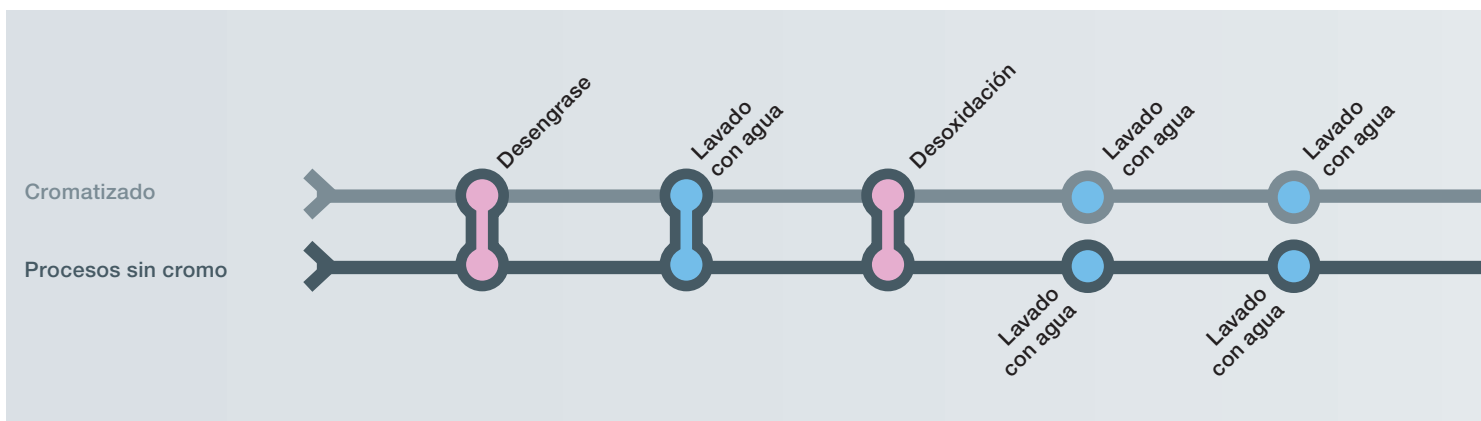 Desengrase
Lavado
con agua
Desoxidación
Lavado
con agua
Lavado
con agua
Cromatizado
Procesos sin cromo
Lavado
con agua
Lavado
con agua